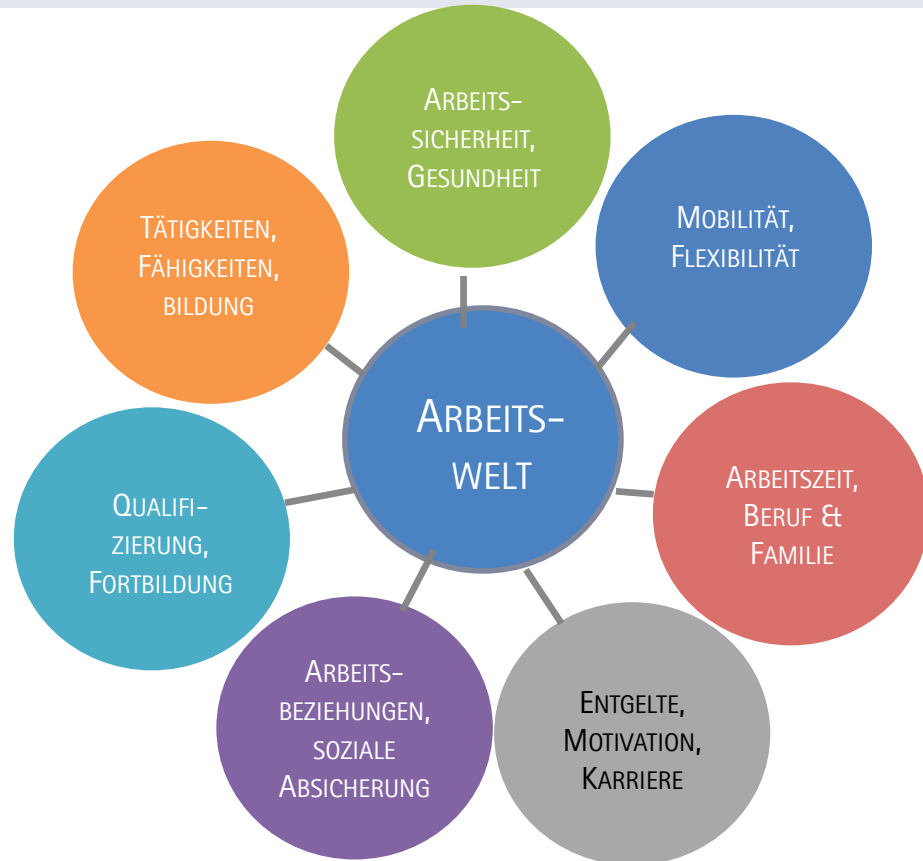 Arbeits-
sicherheit,
Gesundheit
Mobilität,
Flexibilität
Tätigkeiten,
Fähigkeiten,
bildung
Arbeits-
welt
Arbeitszeit,
Beruf &
Familie
Qualifi-
zierung,
Fortbildung
Arbeits-
beziehungen,
soziale
Absicherung
Entgelte,
Motivation,
Karriere